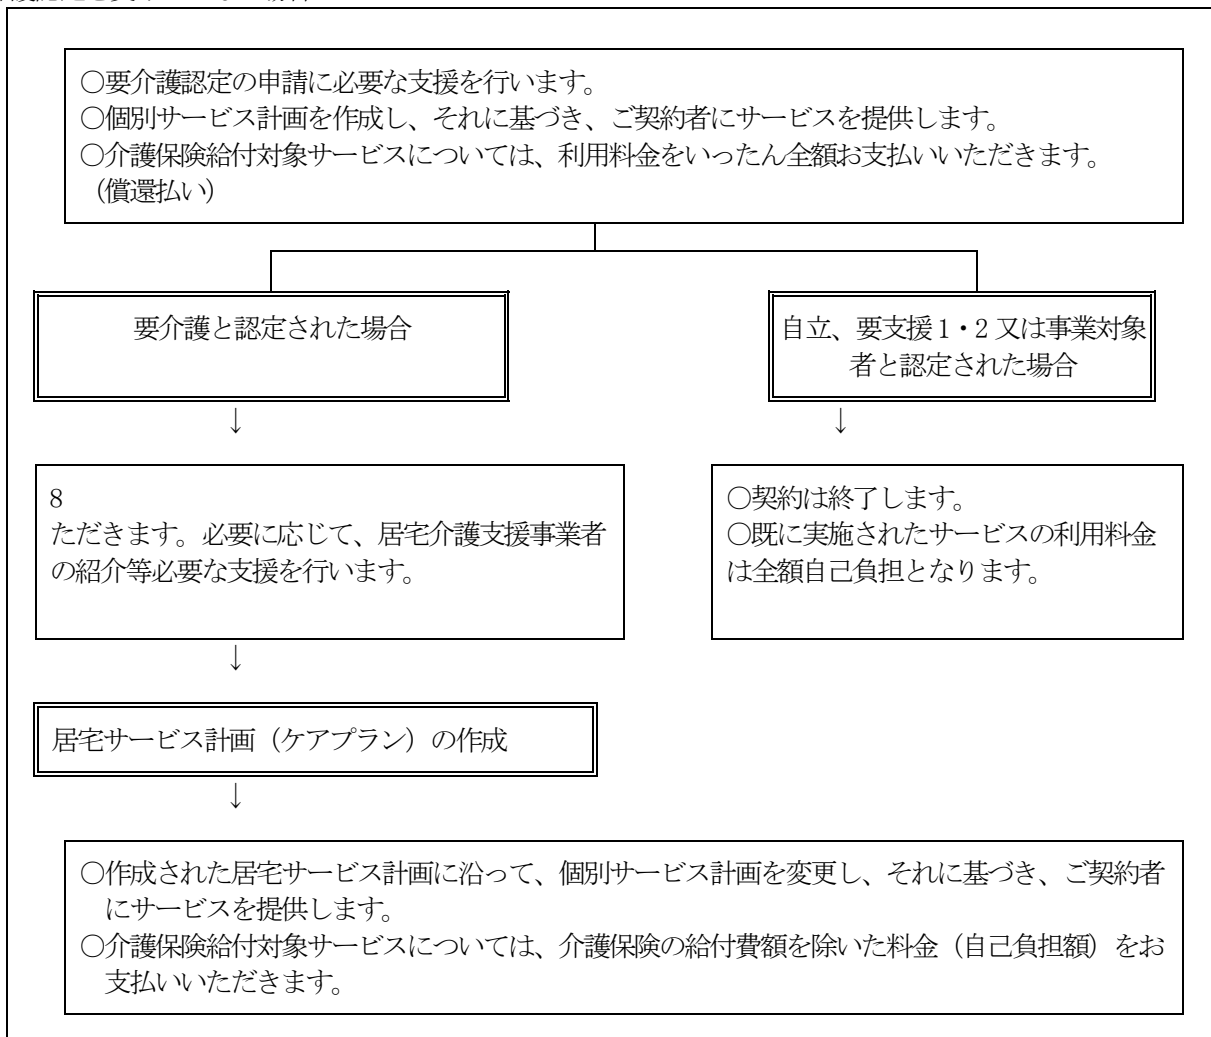 ○要介護認定の申請に必要な支援を行います。
○個別サービス計画を作成し、それに基づき、ご契約者にサービスを提供します。
○介護保険給付対象サービスについては、利用料金をいったん全額お支払いいただきます。
（償還払い）
要介護と認定された場合
自立、要支援1・2又は事業対象
者と認定された場合
↓
↓
8
ただきます。必要に応じて、居宅介護支援事業者
の紹介等必要な支援を行います。
○契約は終了します。
○既に実施されたサービスの利用料金
は全額自己負担となります。
↓
居宅サービス計画（ケアプラン）の作成
↓
○作成された居宅サービス計画に沿って、個別サービス計画を変更し、それに基づき、ご契約者
にサービスを提供します。
○介護保険給付対象サービスについては、介護保険の給付費額を除いた料金（自己負担額）をお
支払いいただきます。